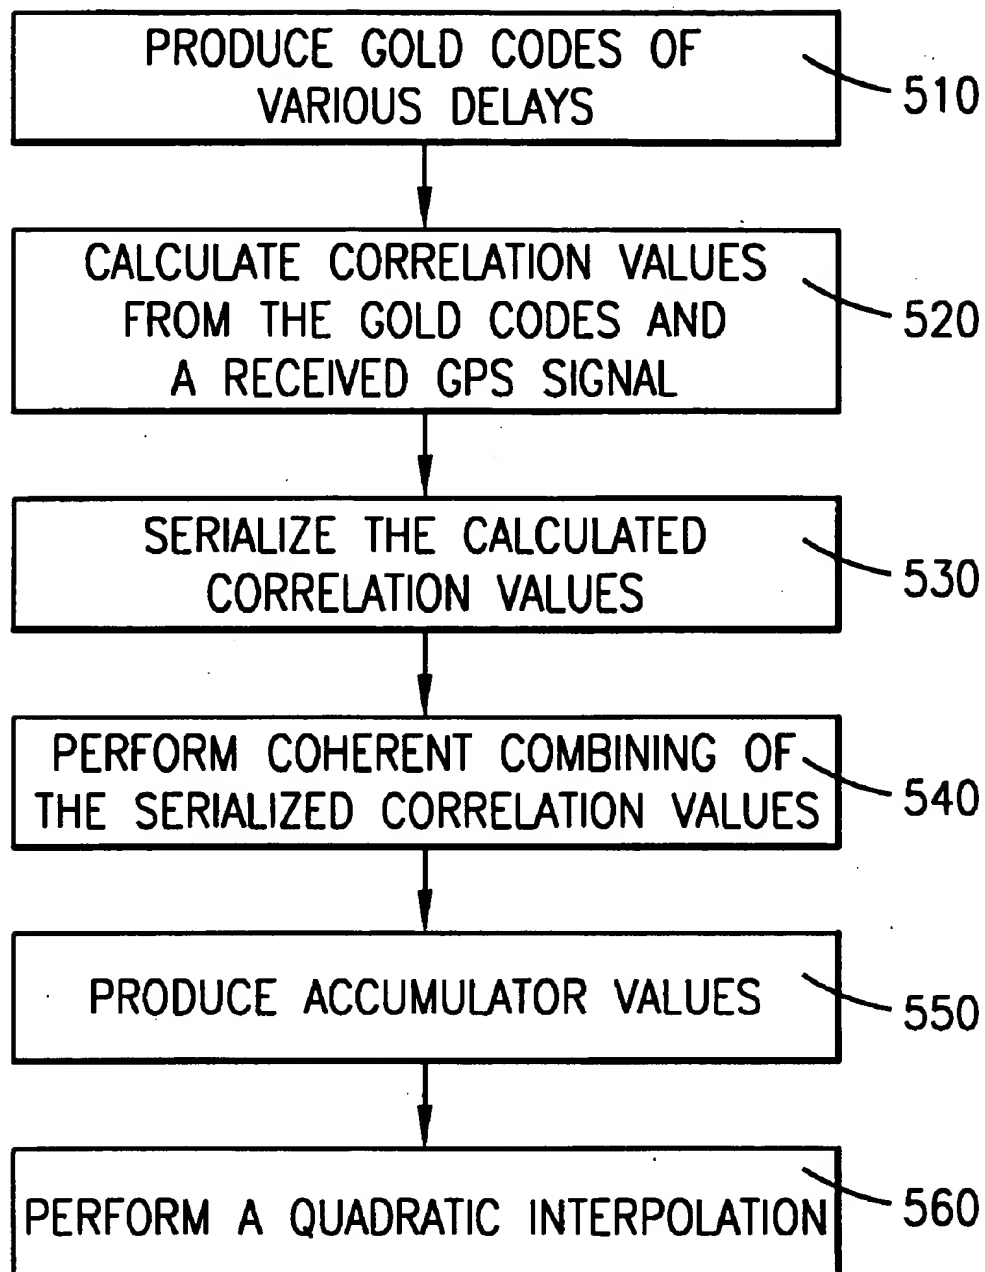 PRODUCE GOLD CODES OF
VARIOUS DELAYS
510
CALCULATE CORRELATION VALUES
FROM THE GOLD CODES AND
A RECEIVED GPS SIGNAL
520
SERIALIZE THE CALCULATED
CORRELATION VALUES
530
PERFORM COHERENT COMBINING OF
THE SERIALIZED CORRELATION VALUES
540
PRODUCE ACCUMULATOR VALUES
550
PERFORM A QUADRATIC INTERPOLATION
560